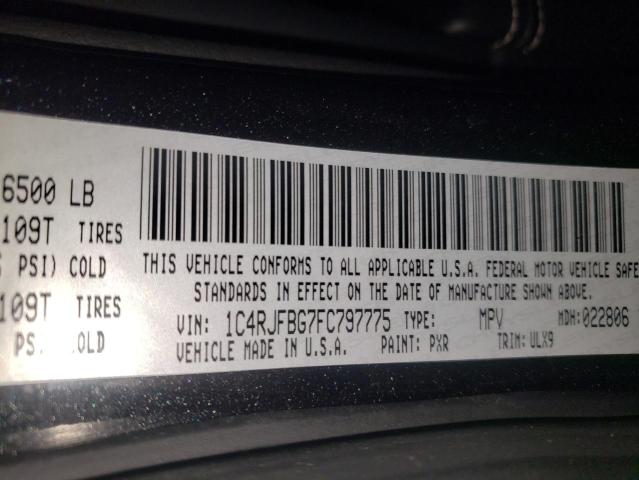 6500 LB
109T TIRES
PSI) COLD
109T TIRES
PS. OLD
THIS VEHICLE CONFORMS TO ALL APPLICABLE U.S.A. FEDERAL MOTOR VEHICLE SAFE
STANDARDS IN EFFECT ON THE DATE OF MANUFACTURE SHOWN ABOVE.
VIN: 1C4RJFBG7FC797775 TYPE: MPV MDH:022806
VEHICLE MADE IN U.S.A. PAINT: PXR TRIM: ULX9